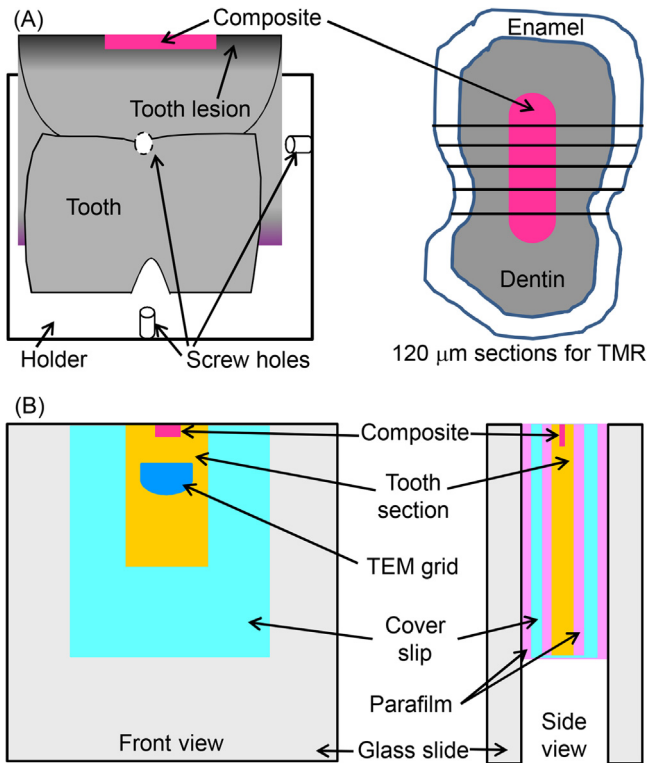 (A)
Composite
Tooth lesion
Tooth
Holder
Screw holes
Enamel
Dentin
120 μm sections for TMR
(B)
Composite
Tooth
section
TEM grid
Cover
slip
Parafilm
Front view
Glass slide
Side
view